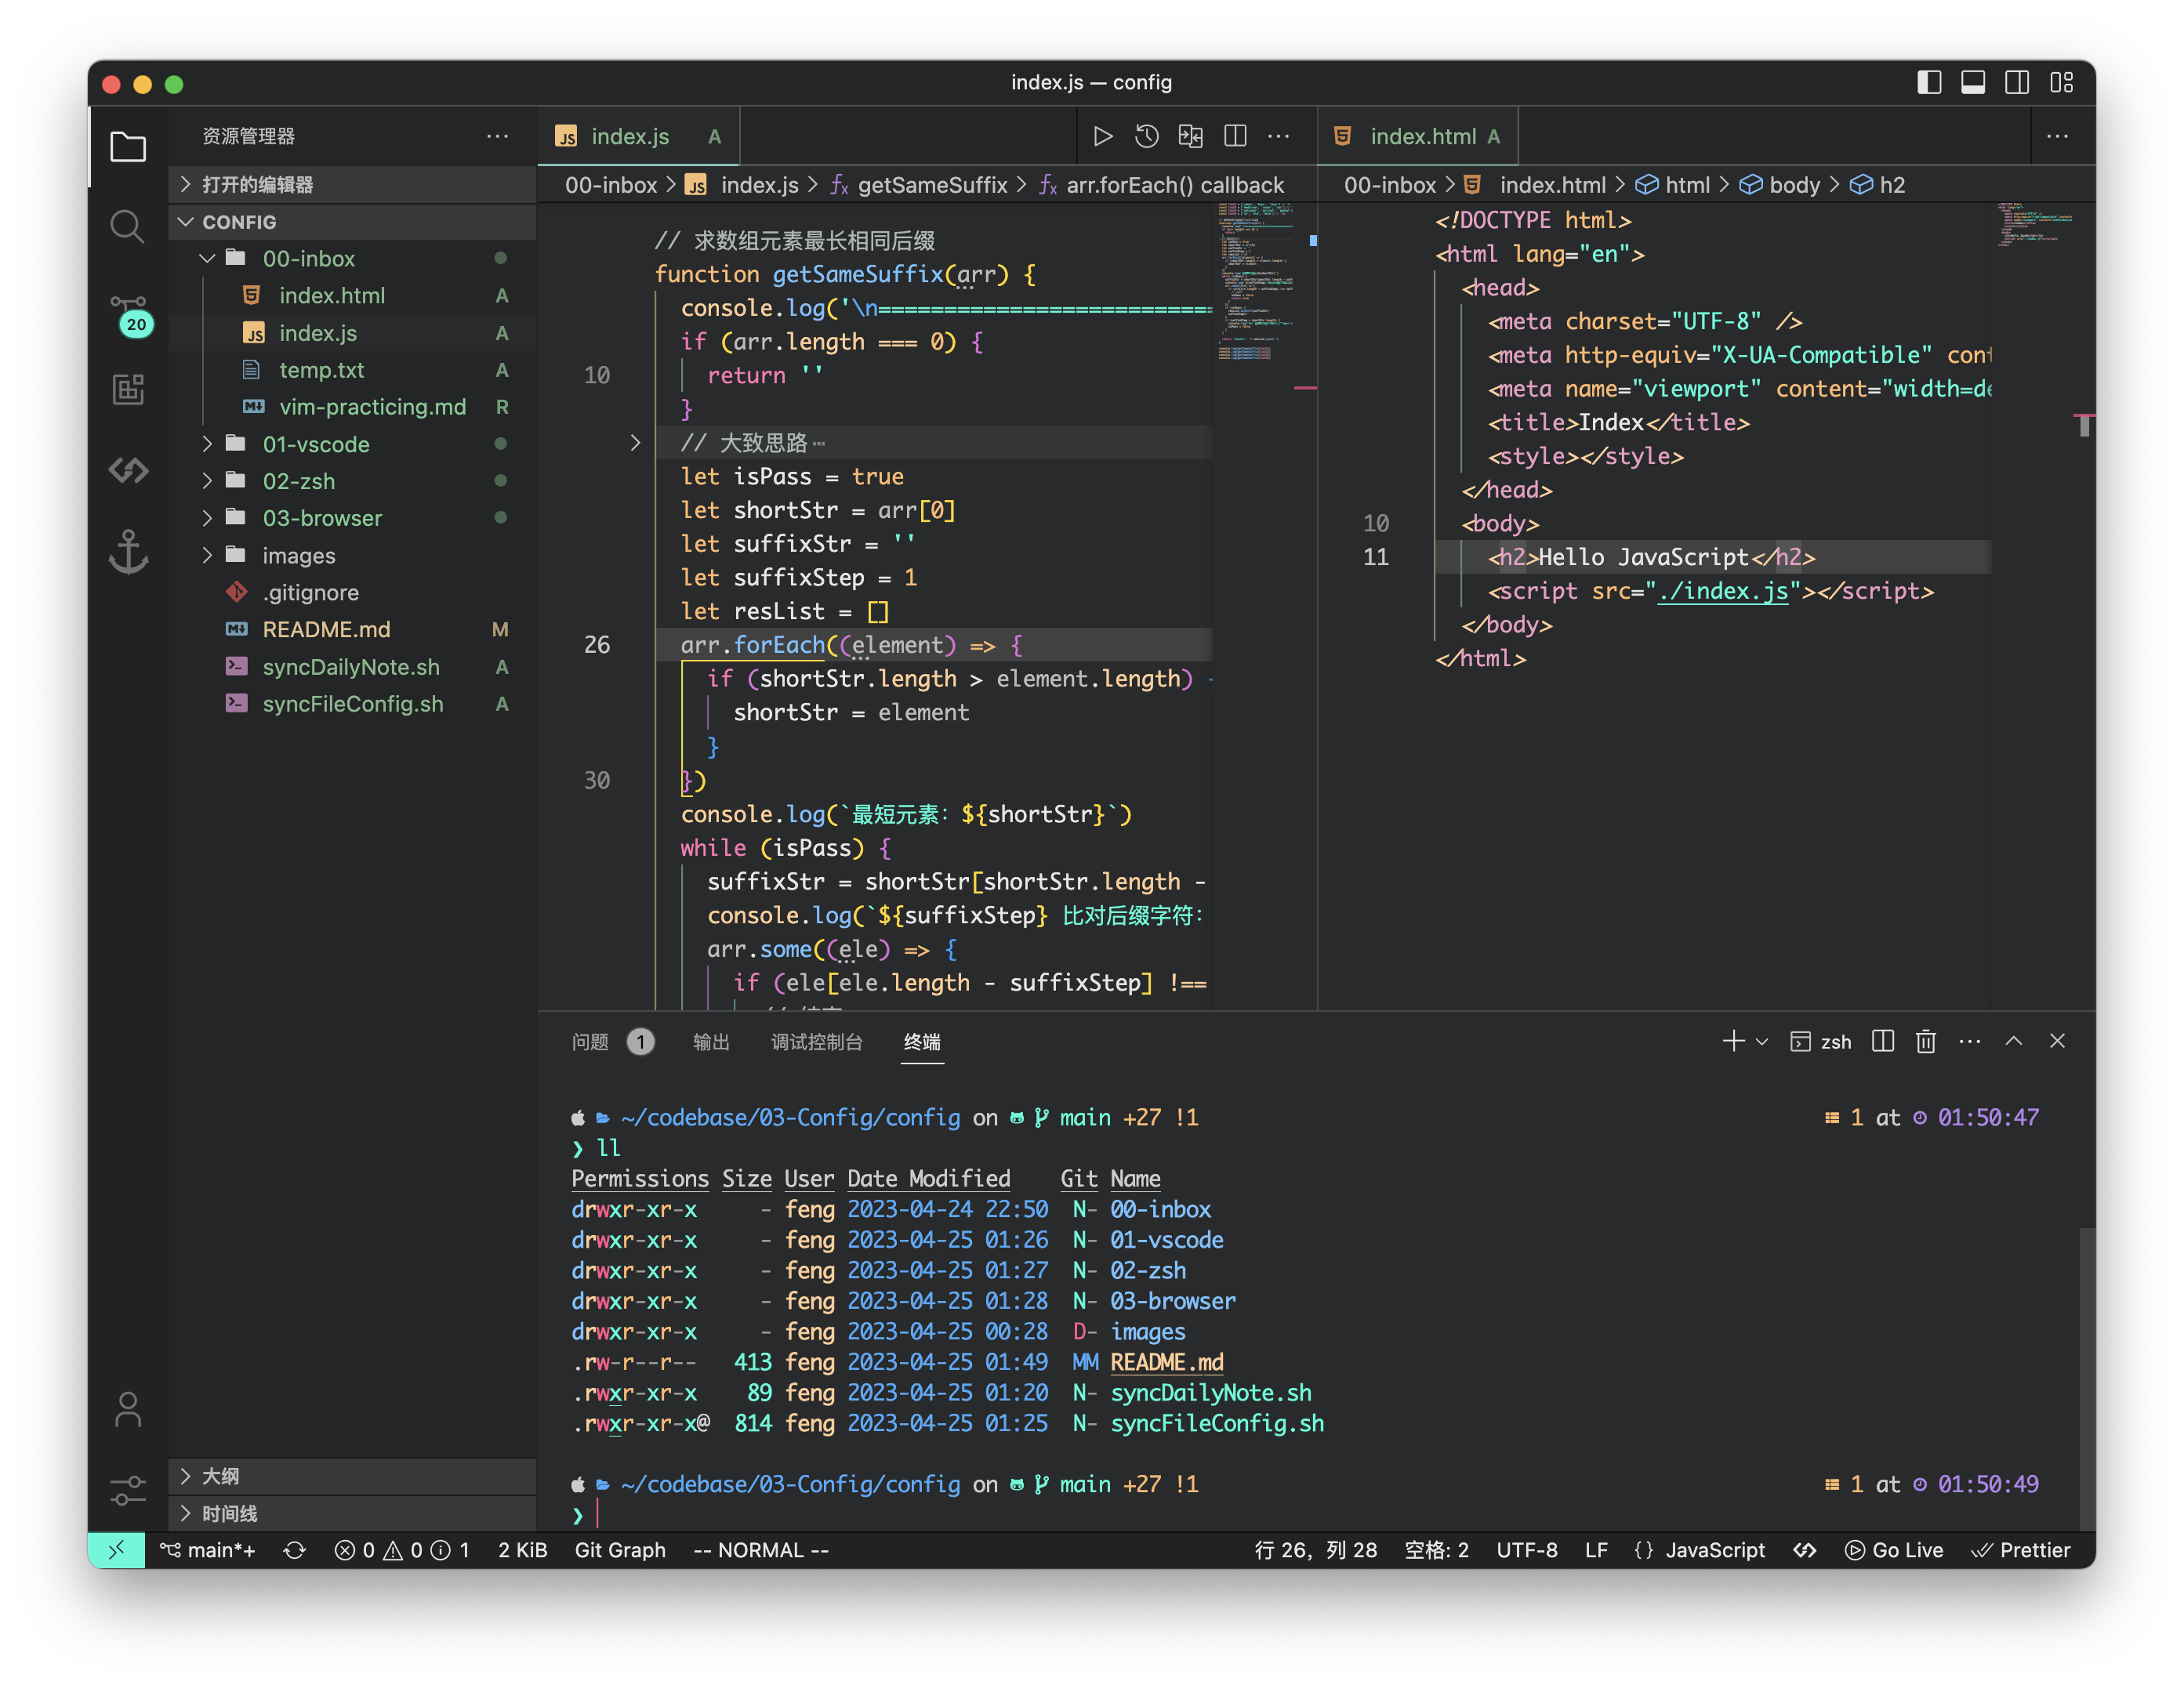 index.js — config
资源管理器
打开的编辑器
CONFIG
00-inbox
index.html A
index.js A
temp.txt A
vim-practicing.md R
01-vscode
02-zsh
03-browser
images
.gitignore
README.md M
syncDailyNote.sh A
syncFileConfig.sh A
大纲
时间线
20
index.js A
00-inbox > index.js > getSameSuffix > arr.forEach() callback
// 求数组元素最长相同后缀
function getSameSuffix(arr) {
console.log('\n==========================
if (arr.length === 0) {
10 return ''
}
// 大致思路 ⋯
let isPass = true
let shortStr = arr[0]
let suffixStr = ''
let suffixStep = 1
let resList = []
26 arr.forEach((element) => {
if (shortStr.length > element.length) {
shortStr = element
}
30 })
console.log(`最短元素: ${shortStr}`)
while (isPass) {
suffixStr = shortStr[shortStr.length -
console.log(`${suffixStep} 比对后缀字符:
arr.some((ele) => {
if (ele[ele.length - suffixStep] !==
index.html A
00-inbox > index.html > html > body > h2
<!DOCTYPE html>
<html lang="en">
<head>
<meta charset="UTF-8" />
<meta http-equiv="X-UA-Compatible" cont
<meta name="viewport" content="width=de
<title>Index</title>
<style></style>
</head>
10 <body>
11 <h2>Hello JavaScript</h2>
<script src="./index.js"></script>
</body>
</html>
问题 1 输出 调试控制台 终端
zsh
~/codebase/03-Config/config on main +27 !1 1 at 01:50:47
❯ ll
Permissions Size User Date Modified Git Name
drwxr-xr-x - feng 2023-04-24 22:50 N- 00-inbox
drwxr-xr-x - feng 2023-04-25 01:26 N- 01-vscode
drwxr-xr-x - feng 2023-04-25 01:27 N- 02-zsh
drwxr-xr-x - feng 2023-04-25 01:28 N- 03-browser
drwxr-xr-x - feng 2023-04-25 00:28 D- images
.rw-r--r-- 413 feng 2023-04-25 01:49 MM README.md
.rwxr-xr-x 89 feng 2023-04-25 01:20 N- syncDailyNote.sh
.rwxr-xr-x@ 814 feng 2023-04-25 01:25 N- syncFileConfig.sh
~/codebase/03-Config/config on main +27 !1 1 at 01:50:49
❯
main*+ 0 0 1 2 KiB Git Graph -- NORMAL -- 行 26, 列 28 空格: 2 UTF-8 LF {} JavaScript Go Live Prettier